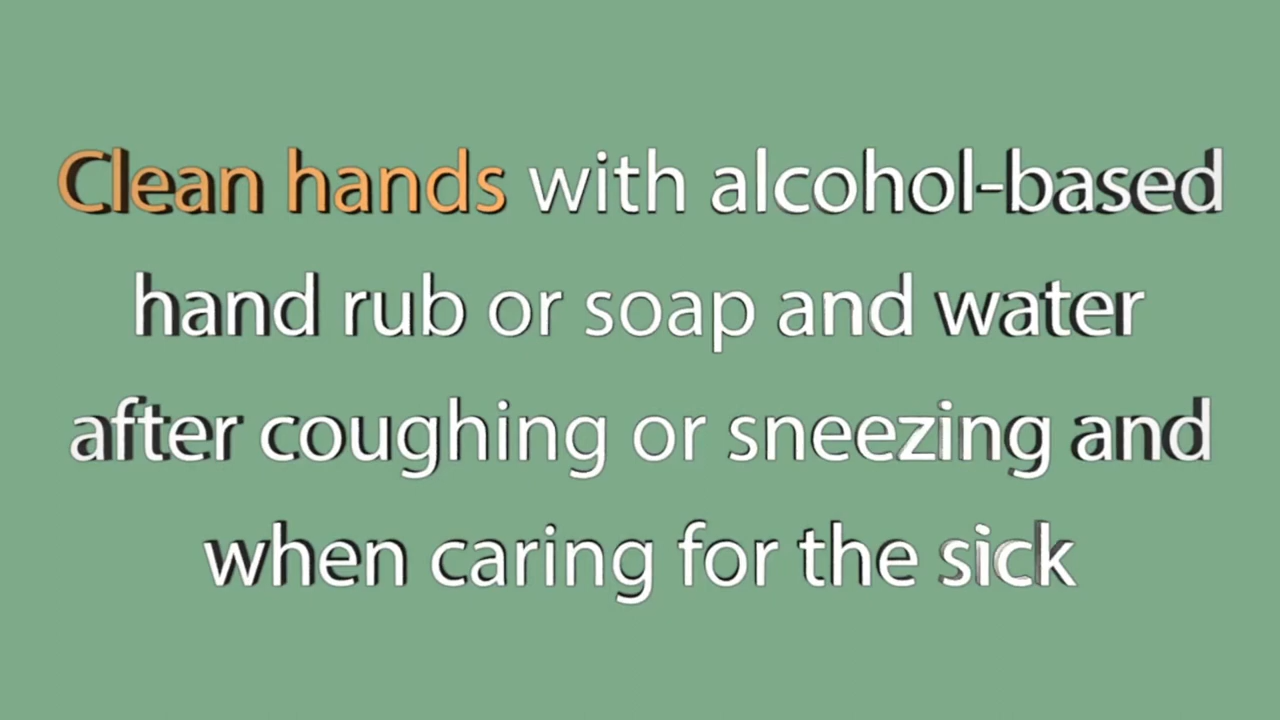 Clean hands with alcohol-based
hand rub or soap and water
after coughing or sneezing and
when caring for the sick